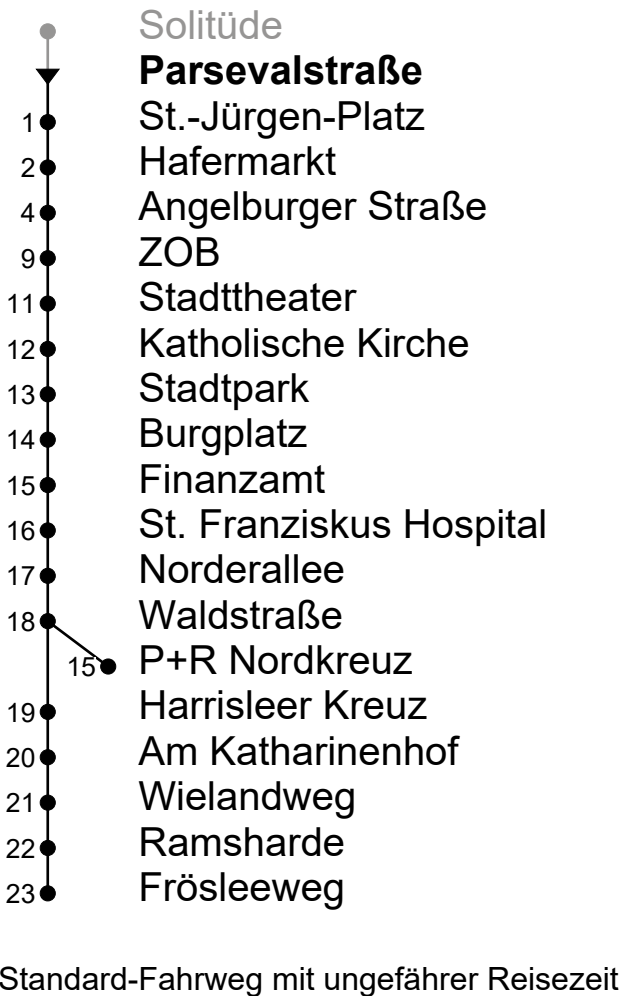 Solitüde
Parsevalstraße
1 St.-Jürgen-Platz
2 Hafermarkt
4 Angelburger Straße
9 ZOB
11 Stadttheater
12 Katholische Kirche
13 Stadtpark
14 Burgplatz
15 Finanzamt
16 St. Franziskus Hospital
17 Norderallee
18 Waldstraße
15 P+R Nordkreuz
19 Harrisleer Kreuz
20 Am Katharinenhof
21 Wielandweg
22 Ramsharde
23 Frösleeweg
Standard-Fahrweg mit ungefährer Reisezeit